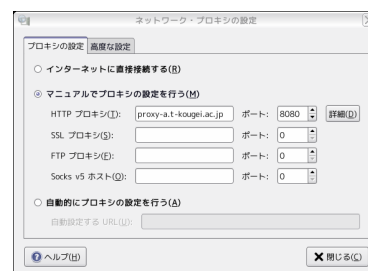 ネットワーク・プロキシの設定
プロキシの設定 高度な設定
インターネットに直接接続する(R)
マニュアルでプロキシの設定を行う(M)
HTTP プロキシ(T): proxy-a.t-kougei.ac.jp ポート: 8080 詳細(D)
SSL プロキシ(S): ポート: 0
FTP プロキシ(F): ポート: 0
Socks v5 ホスト(O): ポート: 0
自動的にプロキシの設定を行う(A)
自動設定する URL(U):
ヘルプ(H) 閉じる(C)